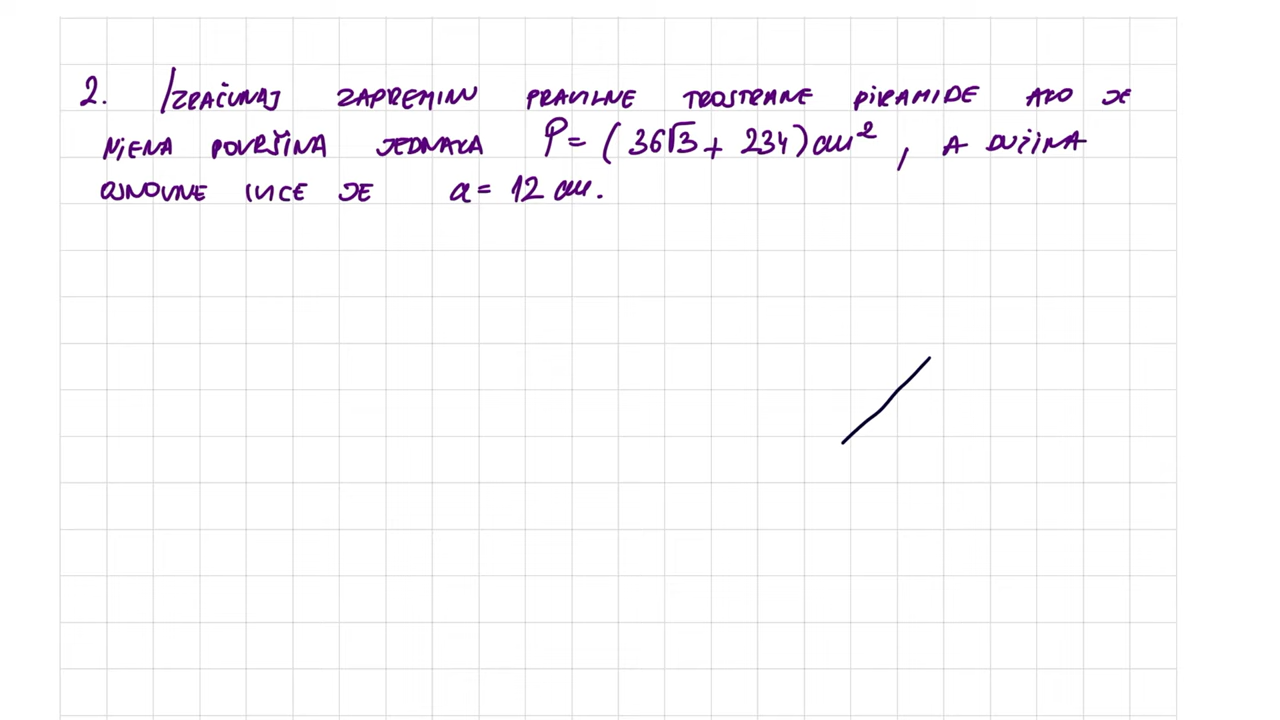 2. IZRAČUNAJ ZAPREMINU PRAVILNE TROSTRANE PIRAMIDE AKO JE
NJENA POVRŠINA JEDNAKA P = (36√3 + 234) cm², A DUŽINA
OSNOVNE IVICE JE a = 12 cm.